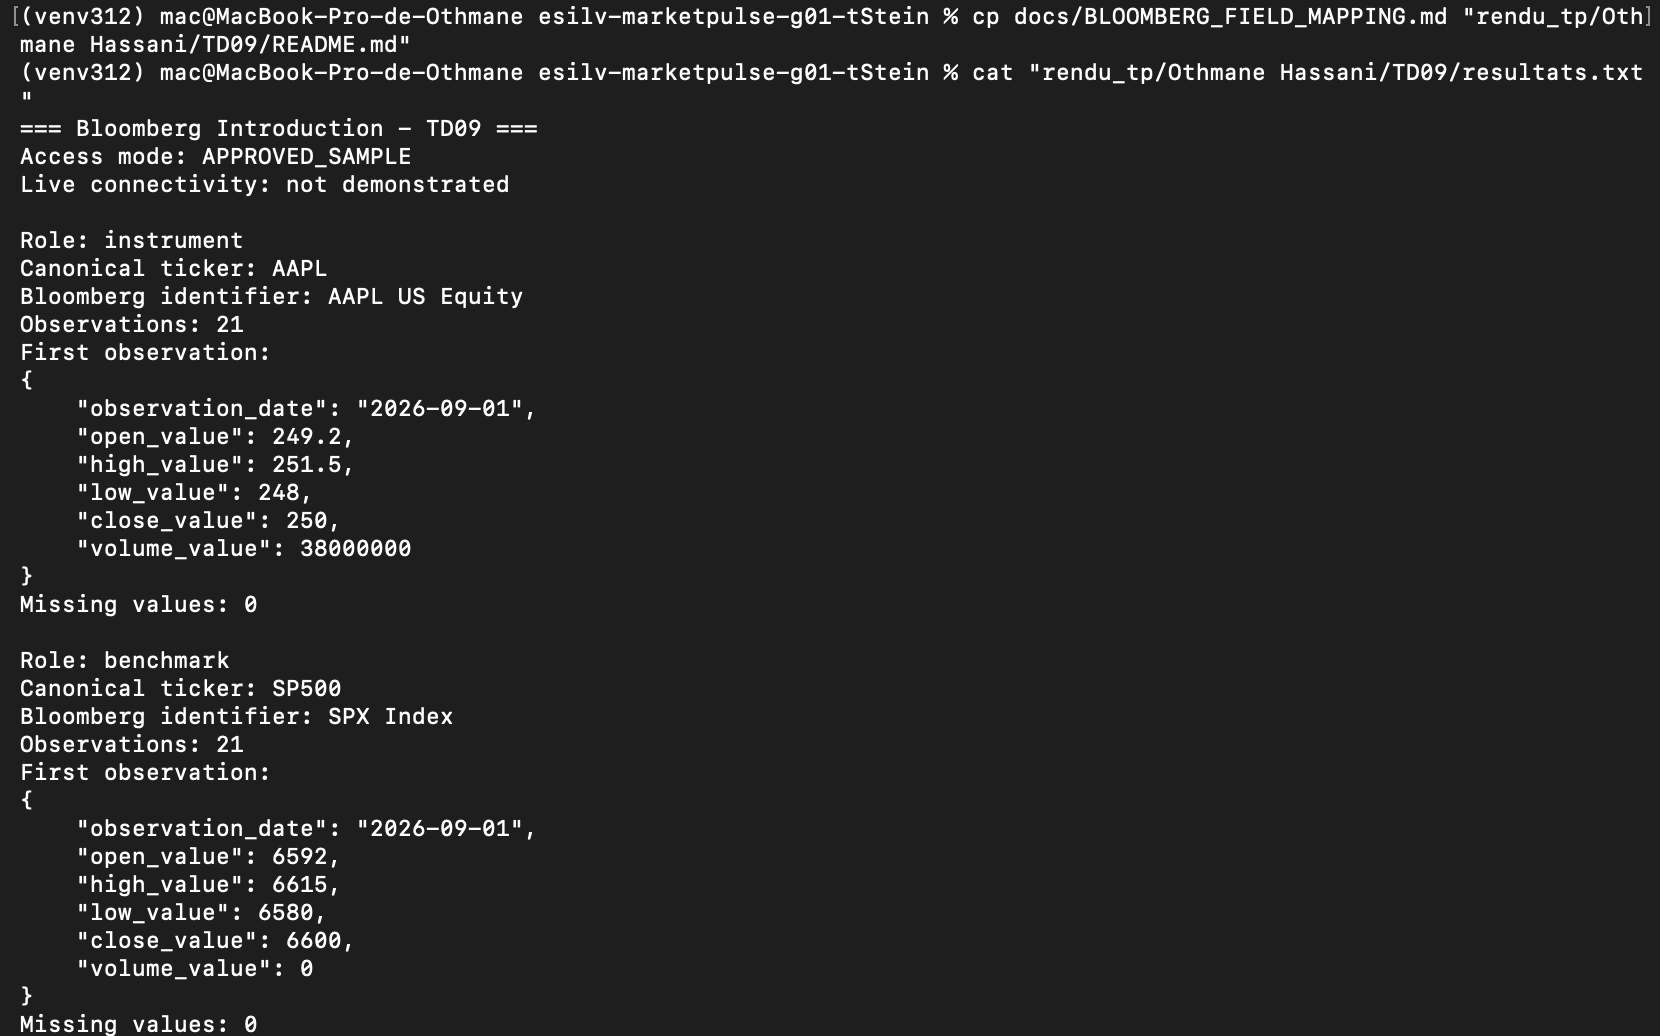 [(venv312) mac@MacBook-Pro-de-Othmane esilv-marketpulse-g01-tStein % cp docs/BLOOMBERG_FIELD_MAPPING.md "rendu_tp/Oth]
mane Hassani/TD09/README.md"
(venv312) mac@MacBook-Pro-de-Othmane esilv-marketpulse-g01-tStein % cat "rendu_tp/Othmane Hassani/TD09/resultats.txt
"
=== Bloomberg Introduction – TD09 ===
Access mode: APPROVED_SAMPLE
Live connectivity: not demonstrated
Role: instrument
Canonical ticker: AAPL
Bloomberg identifier: AAPL US Equity
Observations: 21
First observation:
{
    "observation_date": "2026-09-01",
    "open_value": 249.2,
    "high_value": 251.5,
    "low_value": 248,
    "close_value": 250,
    "volume_value": 38000000
}
Missing values: 0
Role: benchmark
Canonical ticker: SP500
Bloomberg identifier: SPX Index
Observations: 21
First observation:
{
    "observation_date": "2026-09-01",
    "open_value": 6592,
    "high_value": 6615,
    "low_value": 6580,
    "close_value": 6600,
    "volume_value": 0
}
Missing values: 0